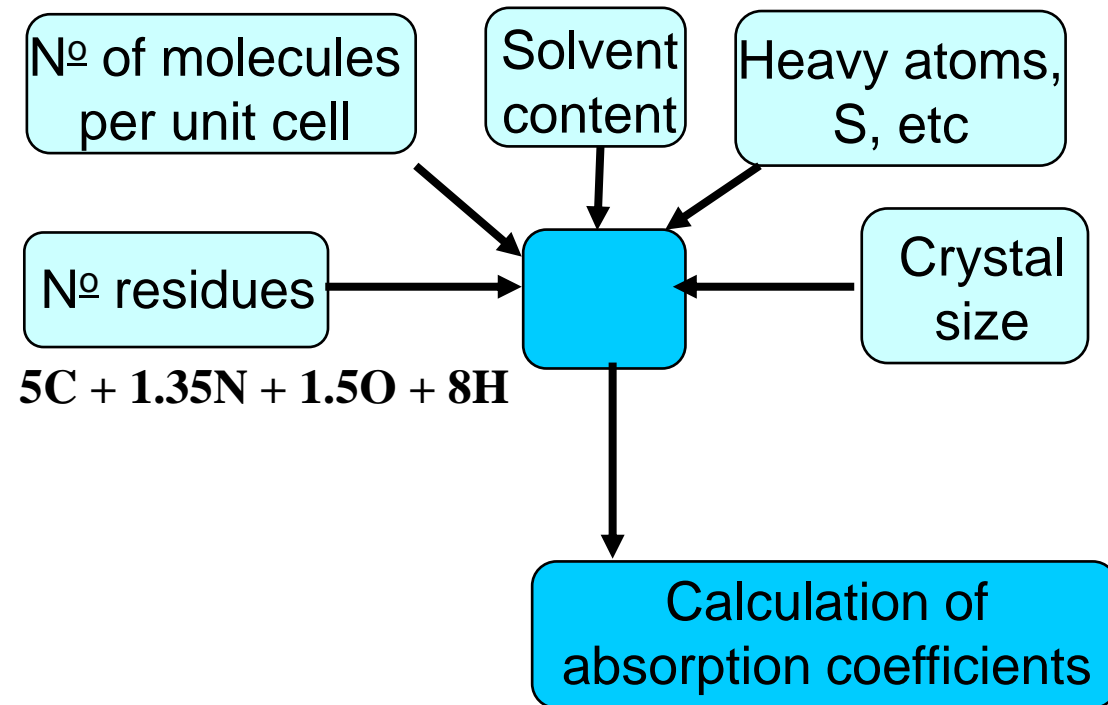 Nº of molecules
per unit cell
Solvent
content
Heavy atoms,
S, etc
Nº residues
Crystal
size
5C + 1.35N + 1.5O + 8H
Calculation of
absorption coefficients